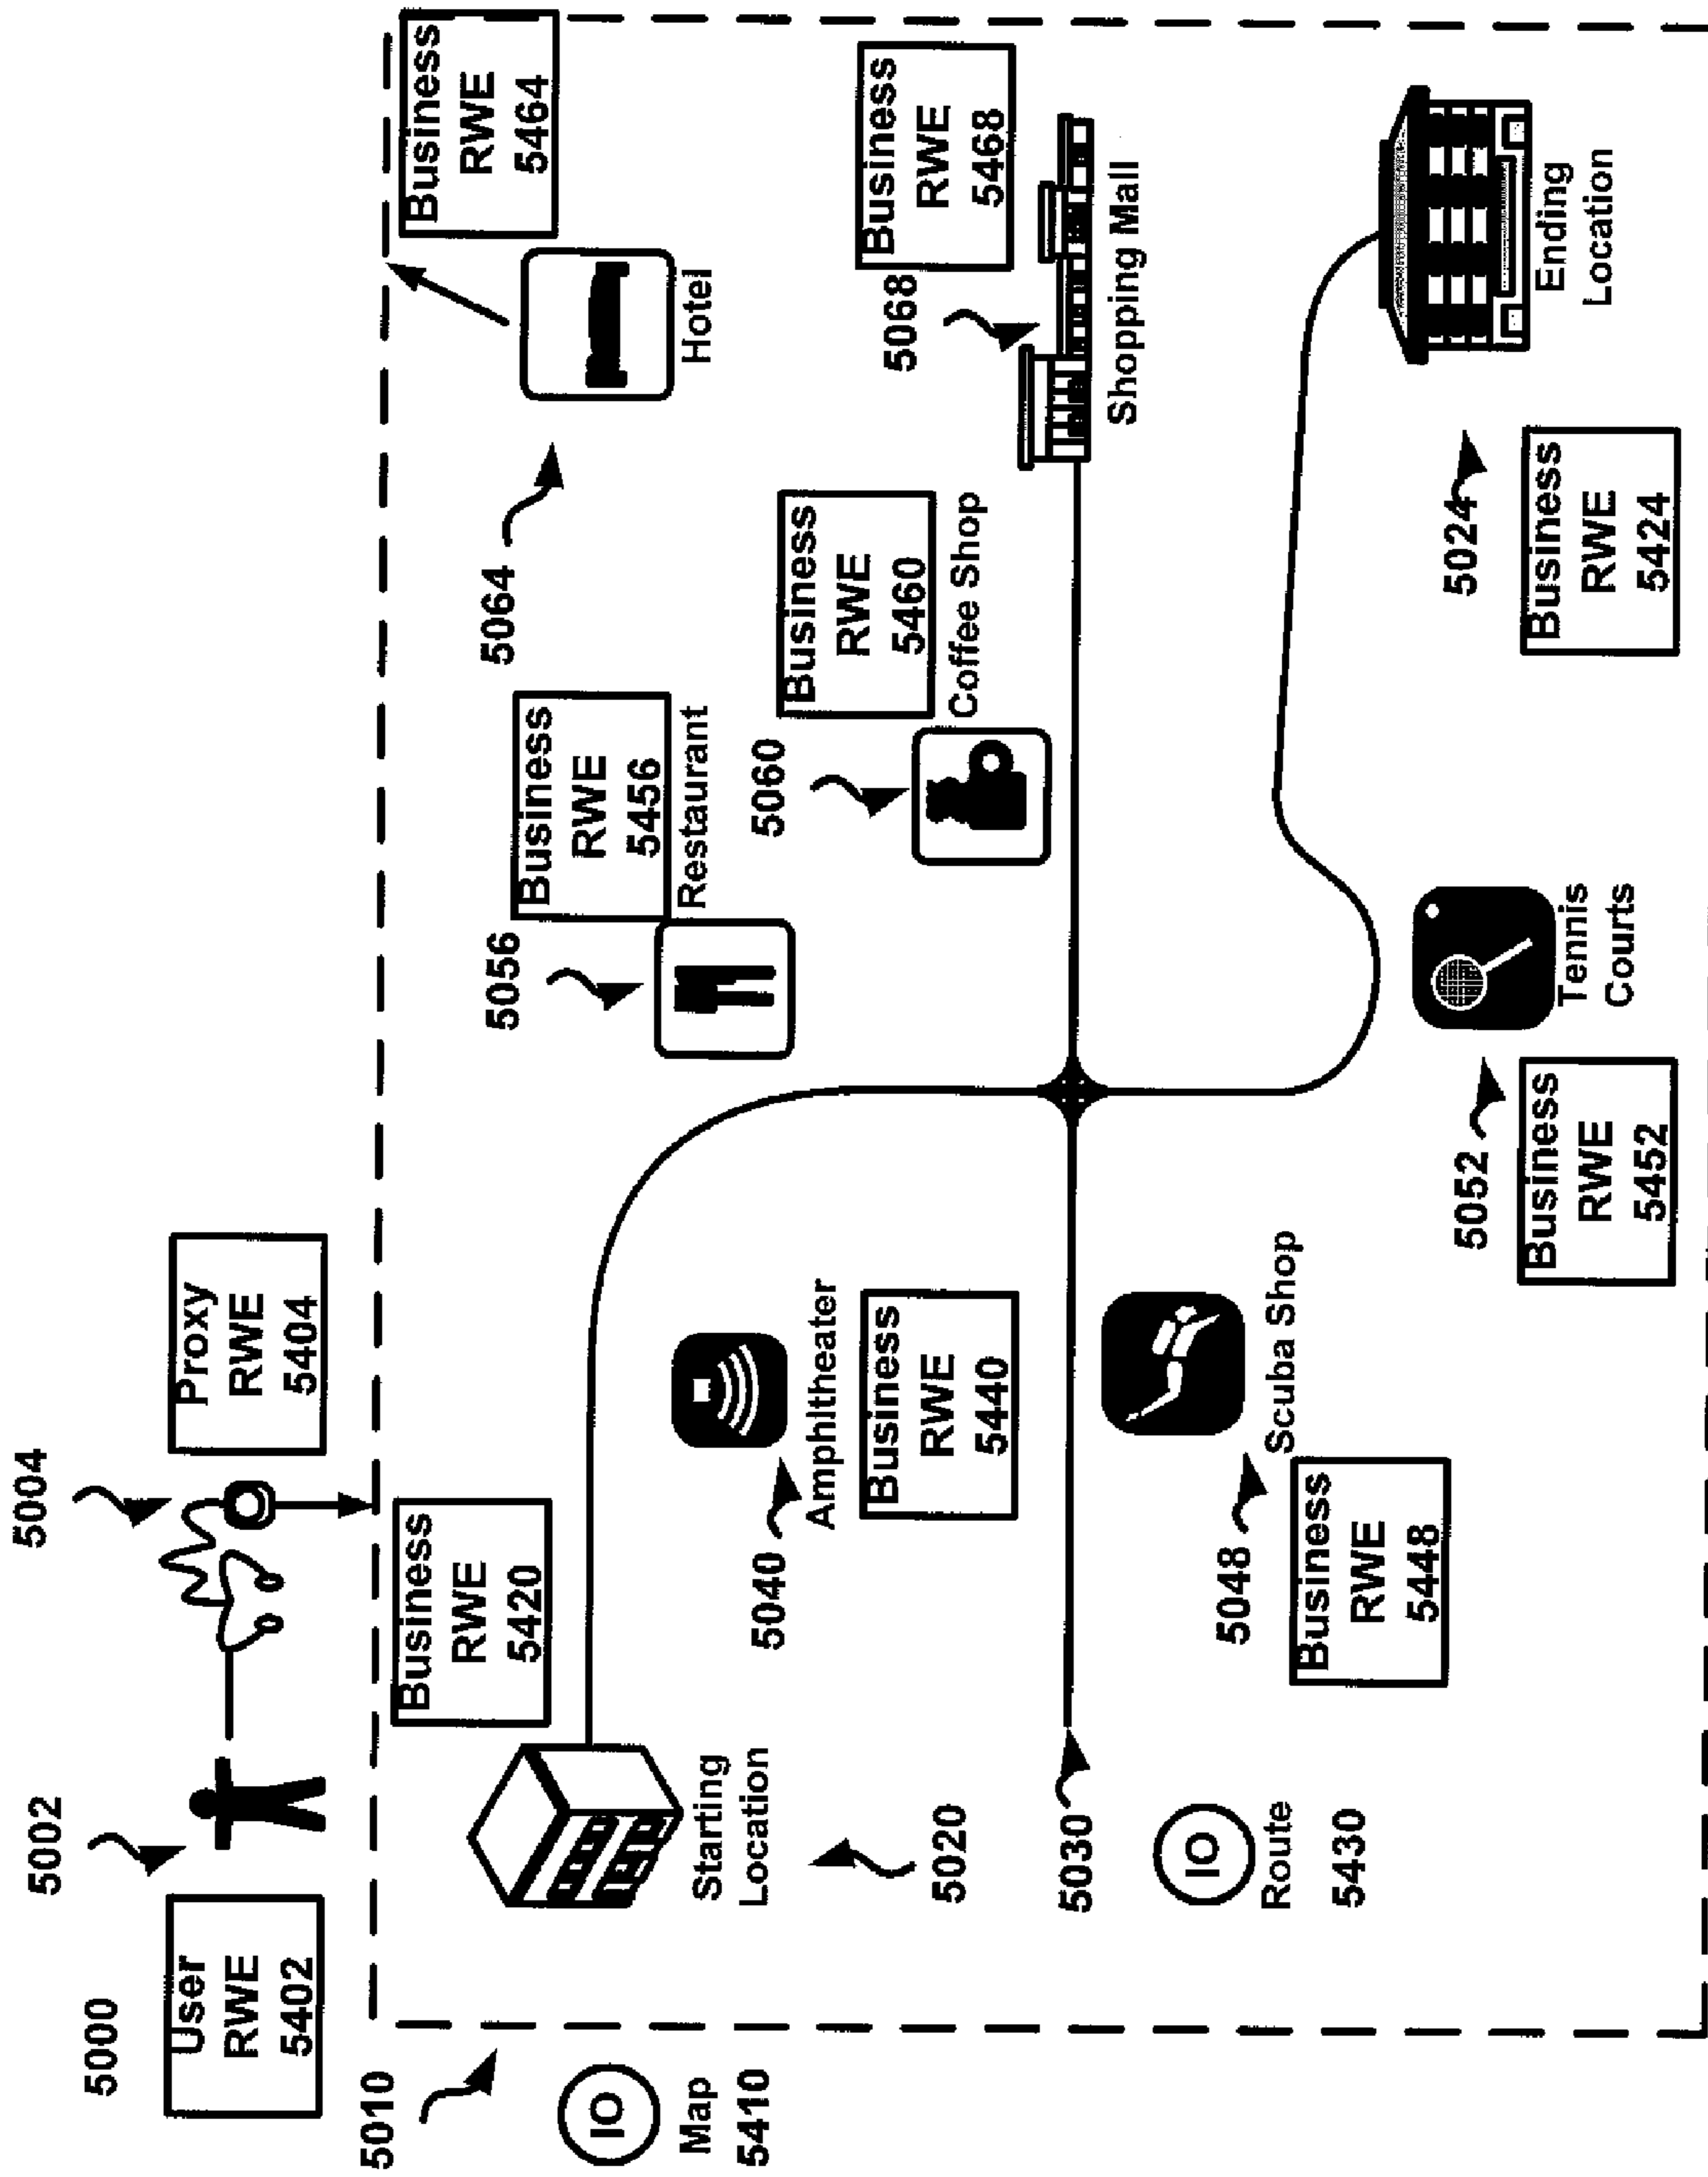 5000
5002
5004
User
RWE
5402
Proxy
RWE
5404
5010
IO
Map
5410
Business
RWE
5420
Starting
Location
5020
5030
IO
Route
5430
Amphitheater
5040
Business
RWE
5440
Scuba Shop
5048
Business
RWE
5448
5056
Business
RWE
5456
Restaurant
5060
Business
RWE
5460
Coffee Shop
5064
Hotel
Business
RWE
5464
5068
Business
RWE
5468
Shopping Mall
Tennis
Courts
5052
Business
RWE
5452
5024
Business
RWE
5424
Ending
Location